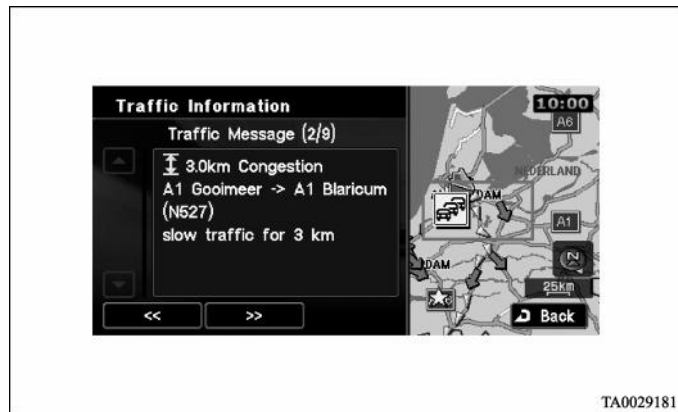 Traffic Information
10:00
A6
Traffic Message (2/9)
3.0km Congestion
A1 Gooimeer -> A1 Blaricum
(N527)
slow traffic for 3 km
NEDERLAND
DAM
A1
DAM
25km
<<
>>
Back
TA0029181